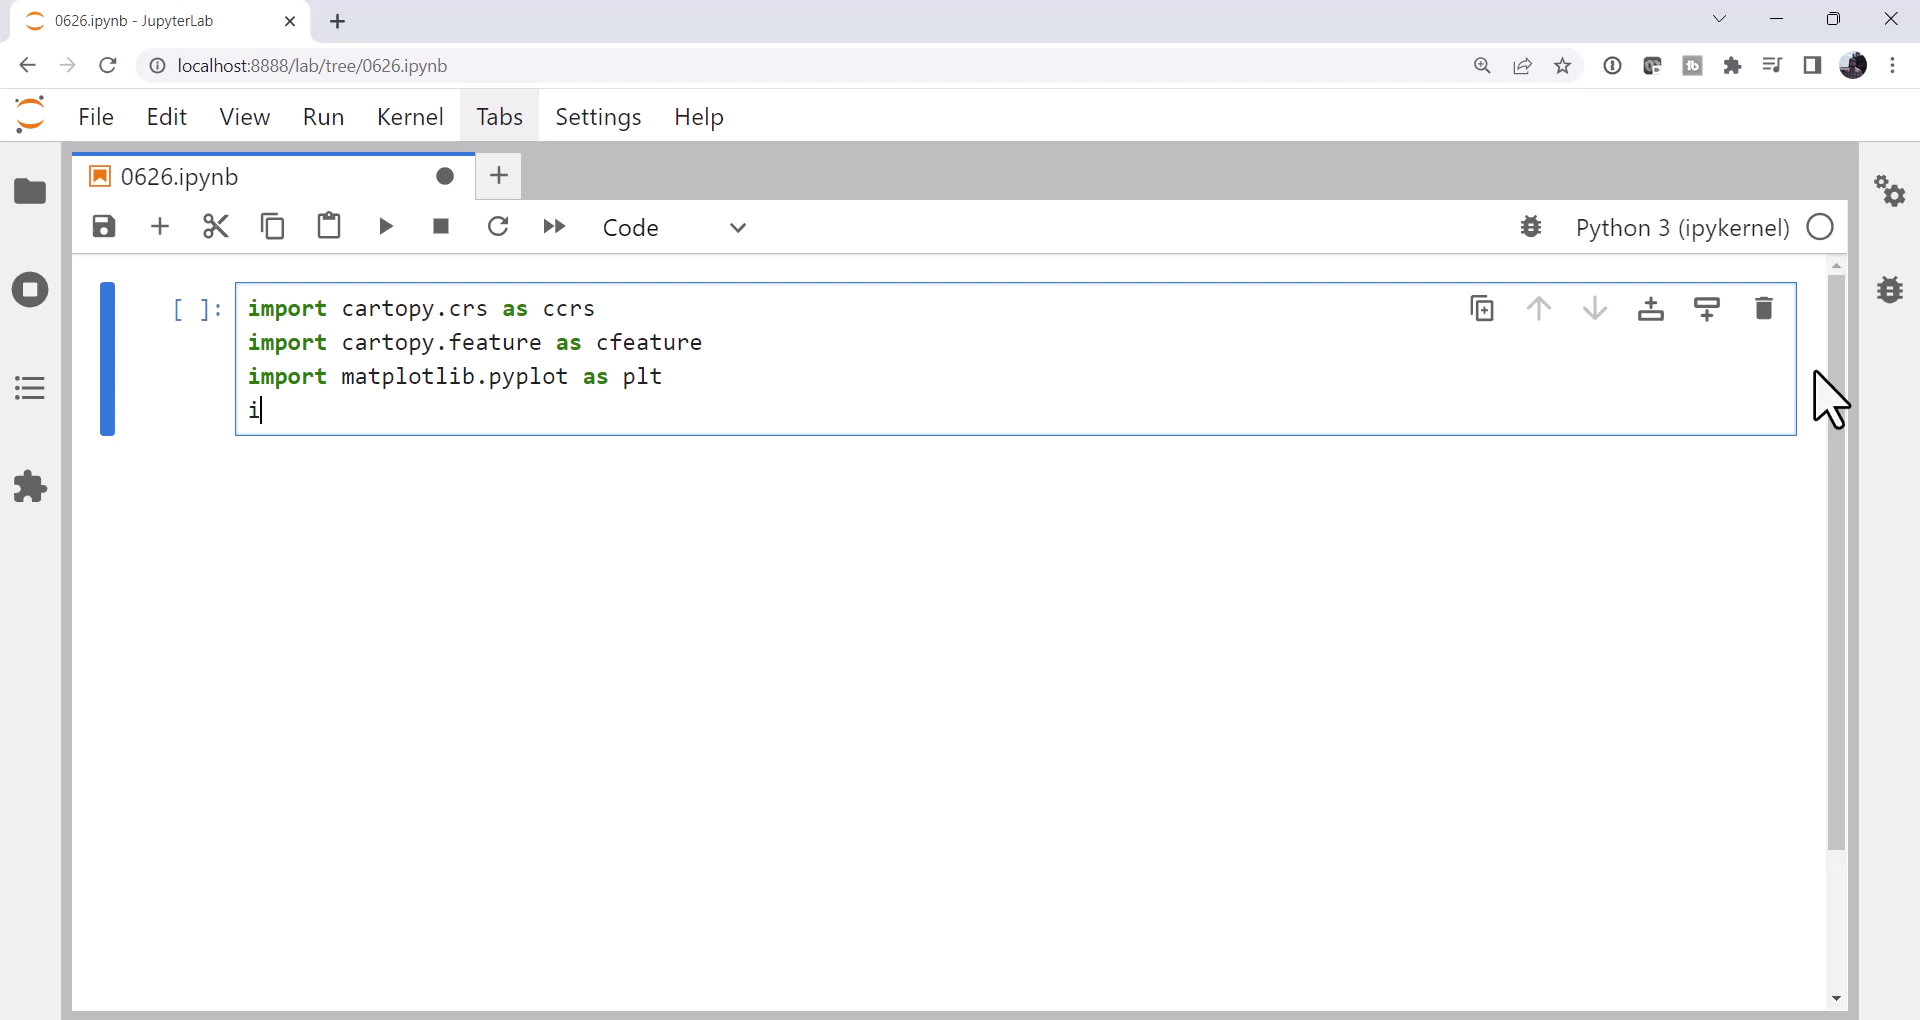 0626.ipynb - JupyterLab
localhost:8888/lab/tree/0626.ipynb
File Edit View Run Kernel Tabs Settings Help
0626.ipynb
Code
Python 3 (ipykernel)
[ ]:
import cartopy.crs as ccrs
import cartopy.feature as cfeature
import matplotlib.pyplot as plt
i